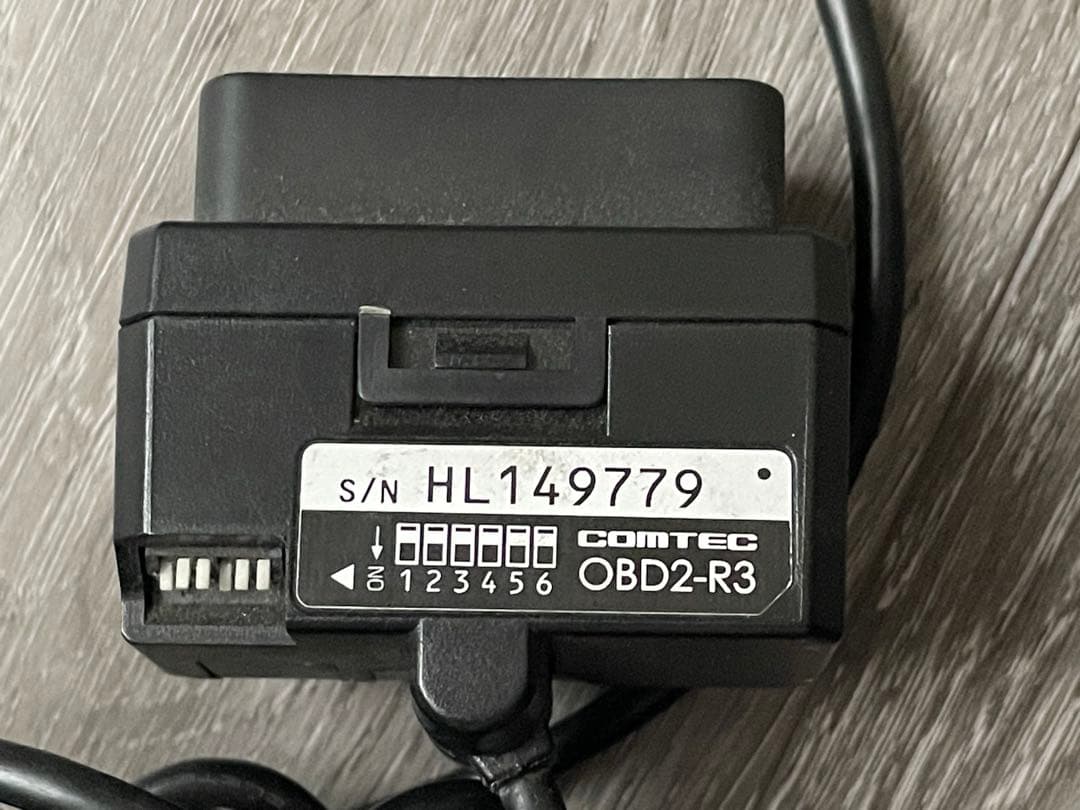 S/N HL149779
ON 1 2 3 4 5 6
COMTEC
OBD2-R3